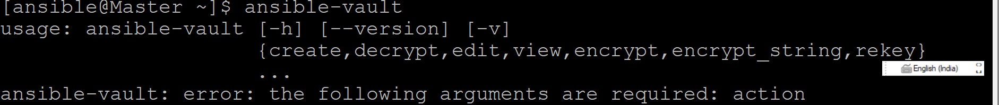 [ansible@Master ~]$ ansible-vault
usage: ansible-vault [-h] [--version] [-v]
{create,decrypt,edit,view,encrypt,encrypt_string,rekey}
English (India)
...
ansible-vault: error: the following arguments are required: action